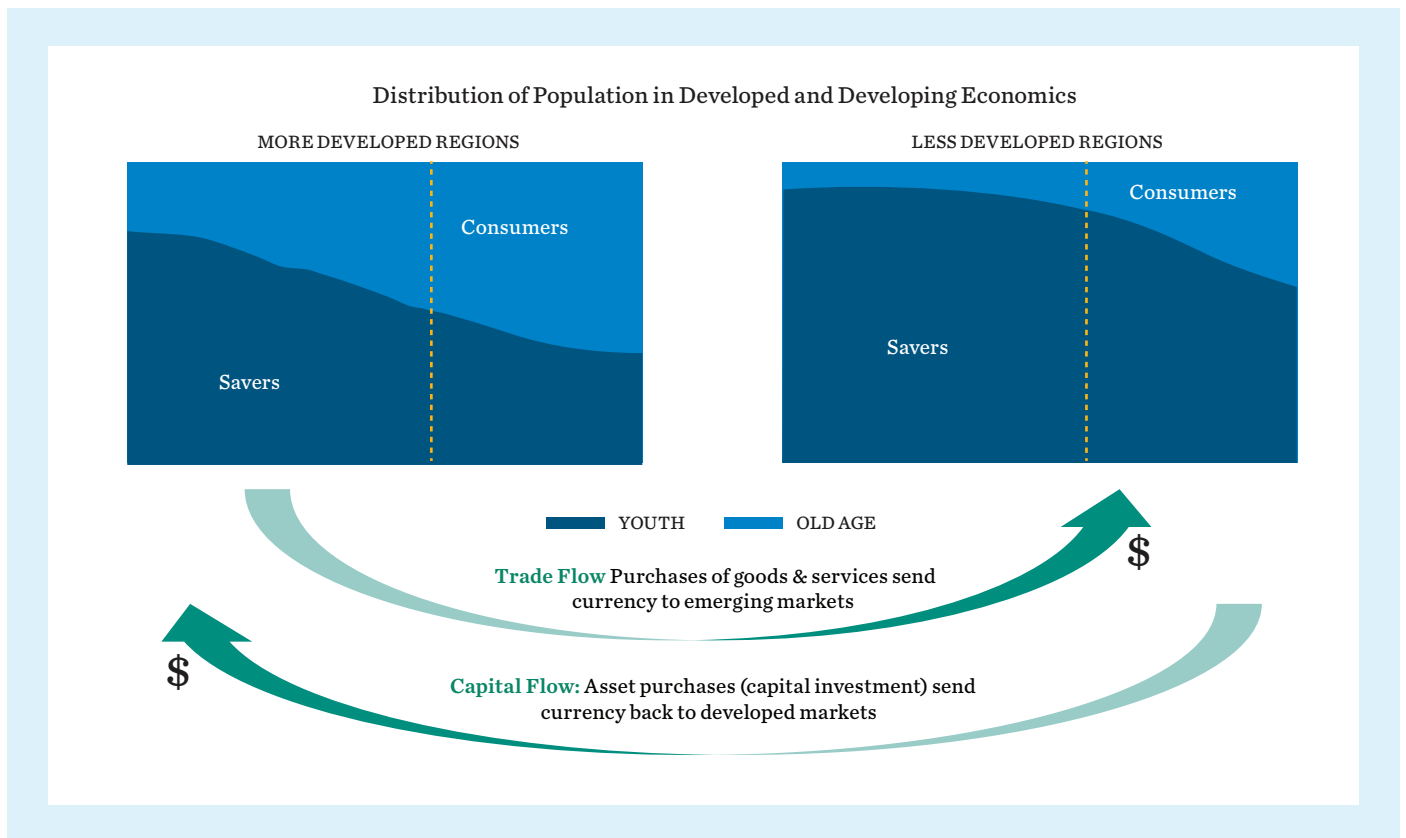 Distribution of Population in Developed and Developing Economics
MORE DEVELOPED REGIONS
Consumers
Savers
LESS DEVELOPED REGIONS
Consumers
Savers
YOUTH
OLD AGE
Trade Flow Purchases of goods & services send
currency to emerging markets
$
Capital Flow: Asset purchases (capital investment) send
currency back to developed markets
$